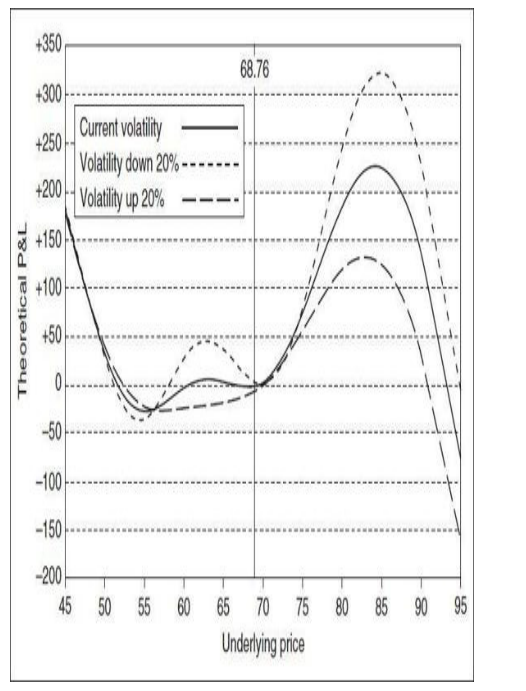 +350
68.76
+300
Current volatility
+250
Volatility down 20%
+200
Volatility up 20%
+150
+100
+50
0
−50
−100
−150
−200
Theoretical P&L
45 50 55 60 65 70 75 80 85 90 95
Underlying price